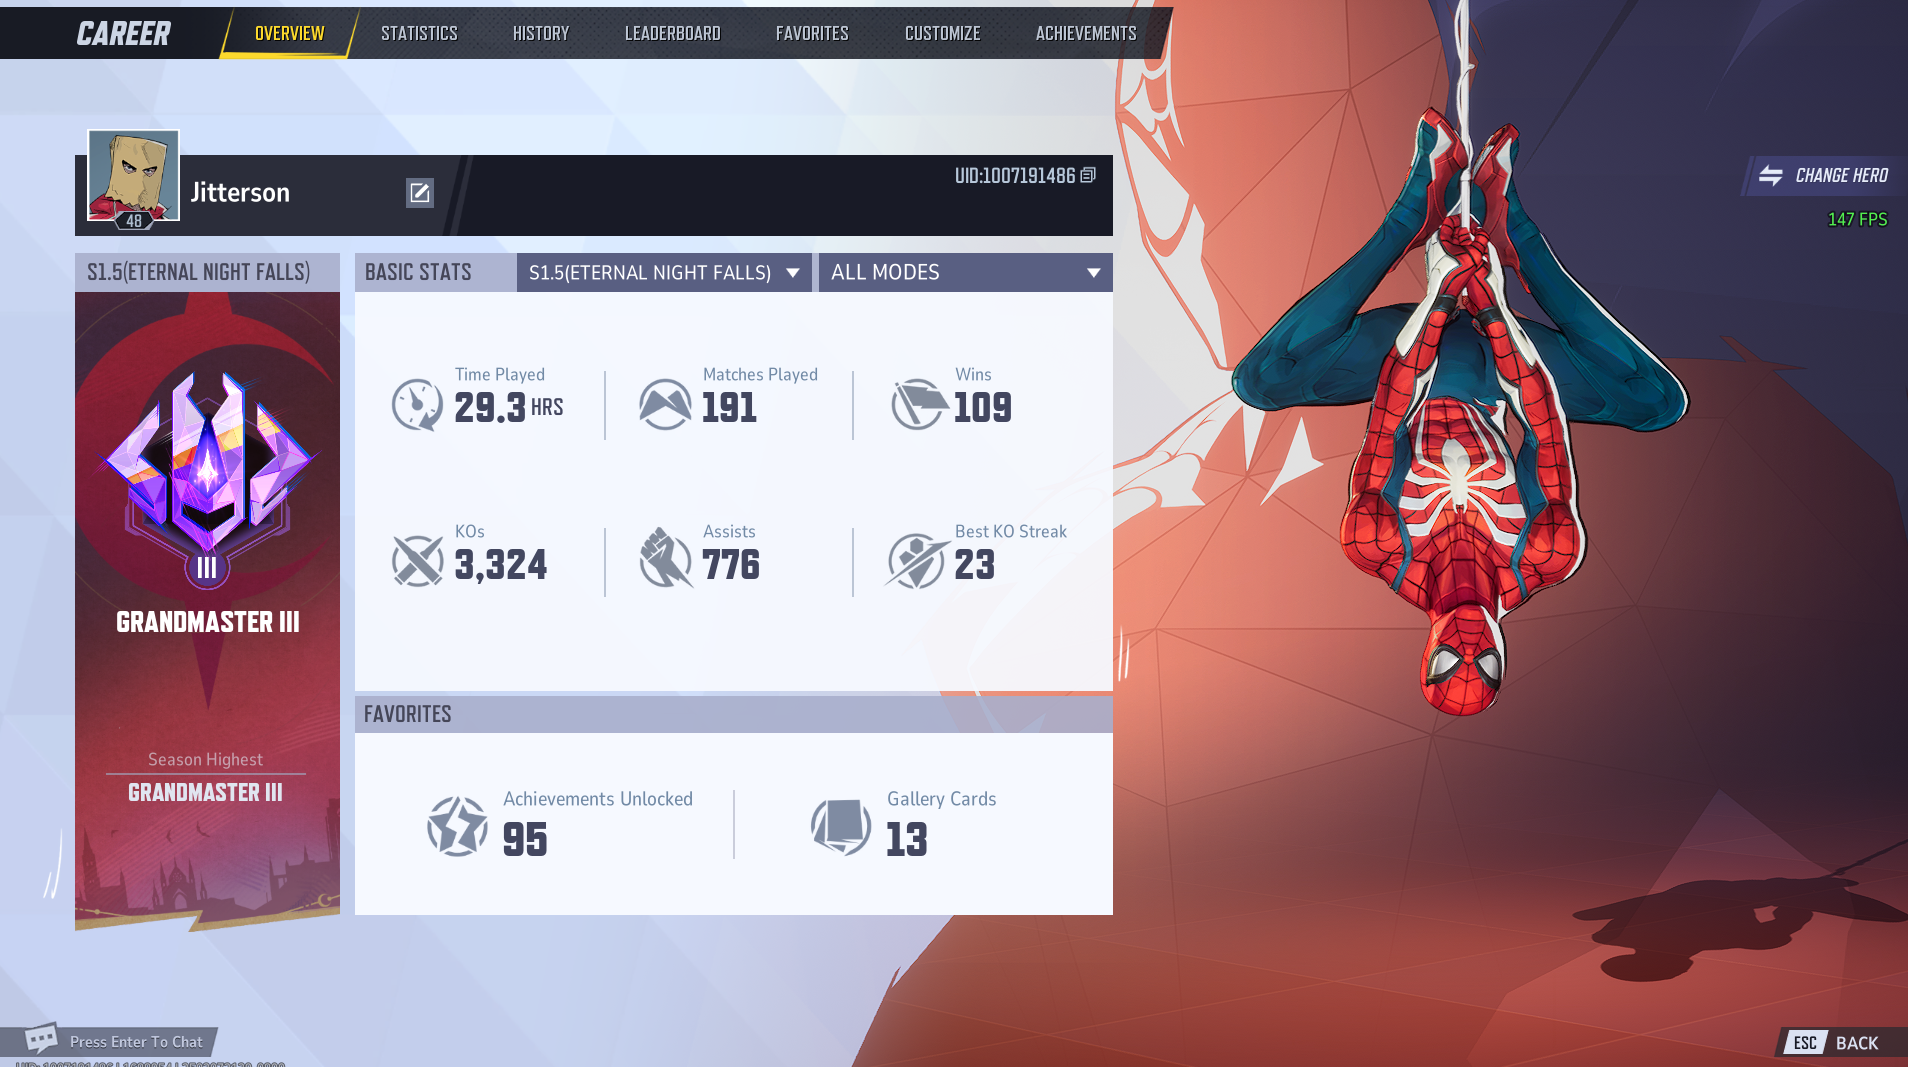 CAREER
OVERVIEW
STATISTICS
HISTORY
LEADERBOARD
FAVORITES
CUSTOMIZE
ACHIEVEMENTS
Jitterson
48
UID:1007191486
CHANGE HERO
147 FPS
S1.5(ETERNAL NIGHT FALLS)
BASIC STATS
S1.5(ETERNAL NIGHT FALLS)
ALL MODES
Time Played
29.3 HRS
Matches Played
191
Wins
109
KOs
3,324
Assists
776
Best KO Streak
23
III
GRANDMASTER III
Season Highest
GRANDMASTER III
FAVORITES
Achievements Unlocked
95
Gallery Cards
13
Press Enter To Chat
ESC BACK